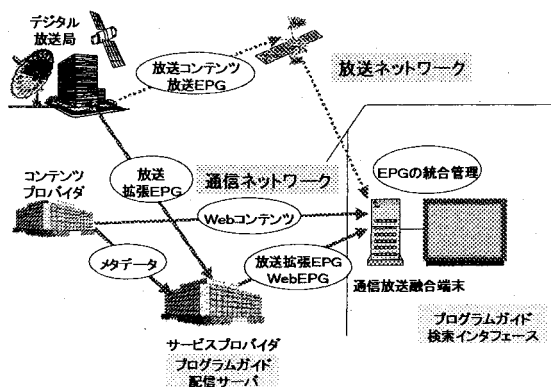 デジタル
放送局
放送コンテンツ
放送EPG
放送ネットワーク
放送
拡張EPG
通信ネットワーク
EPGの統合管理
コンテンツ
プロバイダ
Webコンテンツ
メタデータ
放送拡張EPG
WebEPG
通信放送融合端末
サービスプロバイダ
プログラムガイド
配信サーバ
プログラムガイド
検索インタフェース